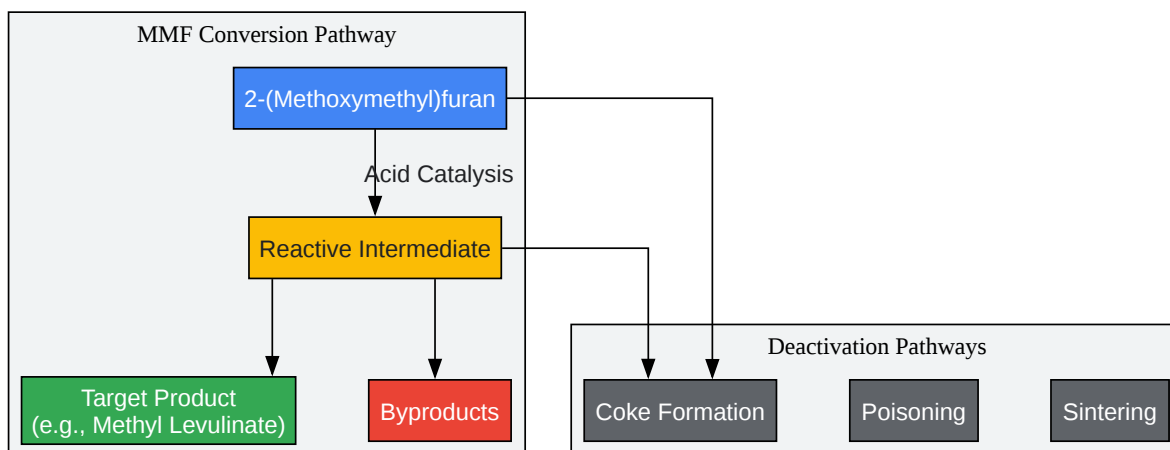 MMF Conversion Pathway
2-(Methoxymethyl)furan
Acid Catalysis
Reactive Intermediate
Target Product
(e.g., Methyl Levulinate)
Byproducts
Deactivation Pathways
Coke Formation
Poisoning
Sintering